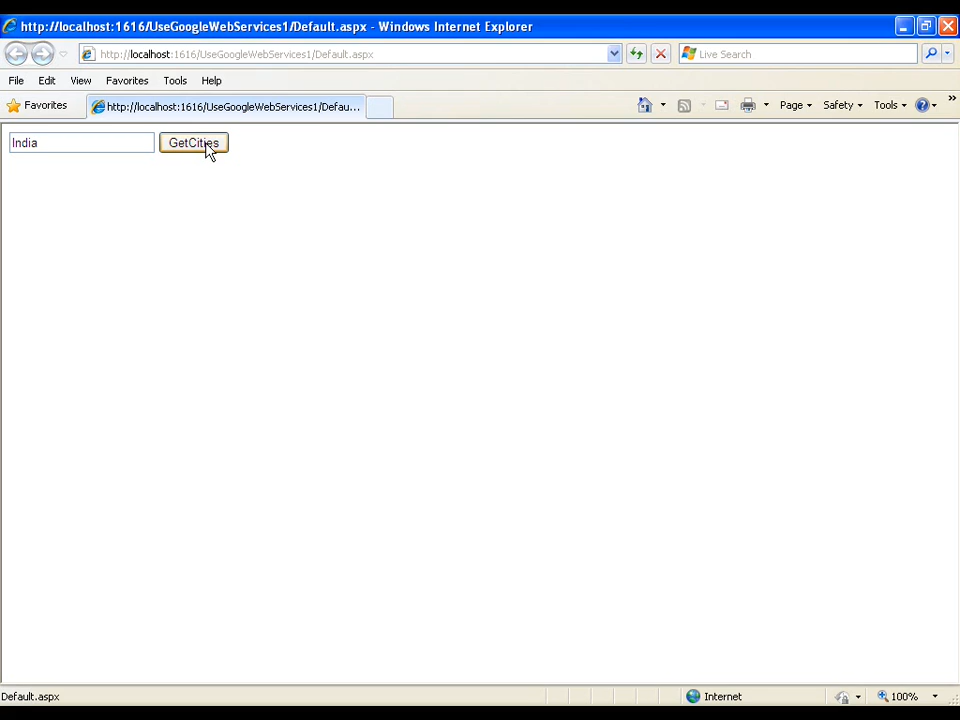 http://localhost:1616/UseGoogleWebServices1/Default.aspx - Windows Internet Explorer
http://localhost:1616/UseGoogleWebServices1/Default.aspx
Live Search
File Edit View Favorites Tools Help
Favorites
http://localhost:1616/UseGoogleWebServices1/Defau...
Page Safety Tools
India
GetCities
Default.aspx
Internet
100%